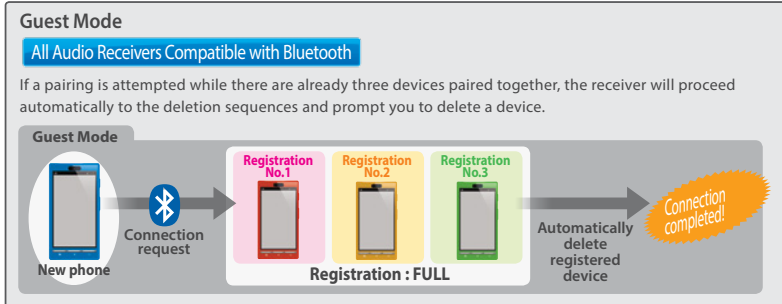 Guest Mode
All Audio Receivers Compatible with Bluetooth
If a pairing is attempted while there are already three devices paired together, the receiver will proceed
automatically to the deletion sequences and prompt you to delete a device.
Guest Mode
New phone
Connection
request
Registration
No.1
Registration
No.2
Registration
No.3
Registration : FULL
Automatically
delete
registered
device
Connection
completed!